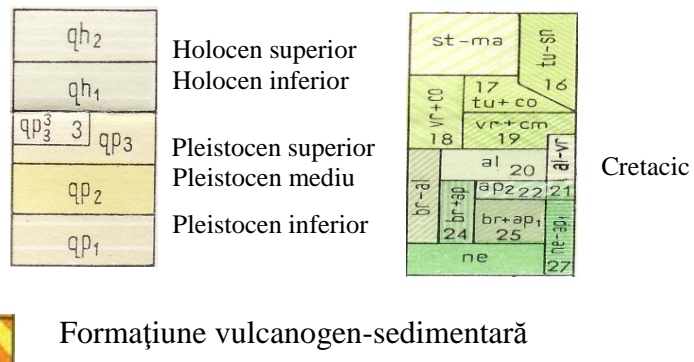 qh2
Holocen superior
qh1
Holocen inferior
qp3/3 3 qp3
Pleistocen superior
qp2
Pleistocen mediu
qp1
Pleistocen inferior
st-ma
tu-sn
16
17
tu+co
vr+co
18
vr+cm
19
al 20
al-vr
21
br-al
br+ap
24
ap2 22
br+ap1
25
ne-ap1
27
ne
Cretacic
Formaţiune vulcanogen-sedimentară